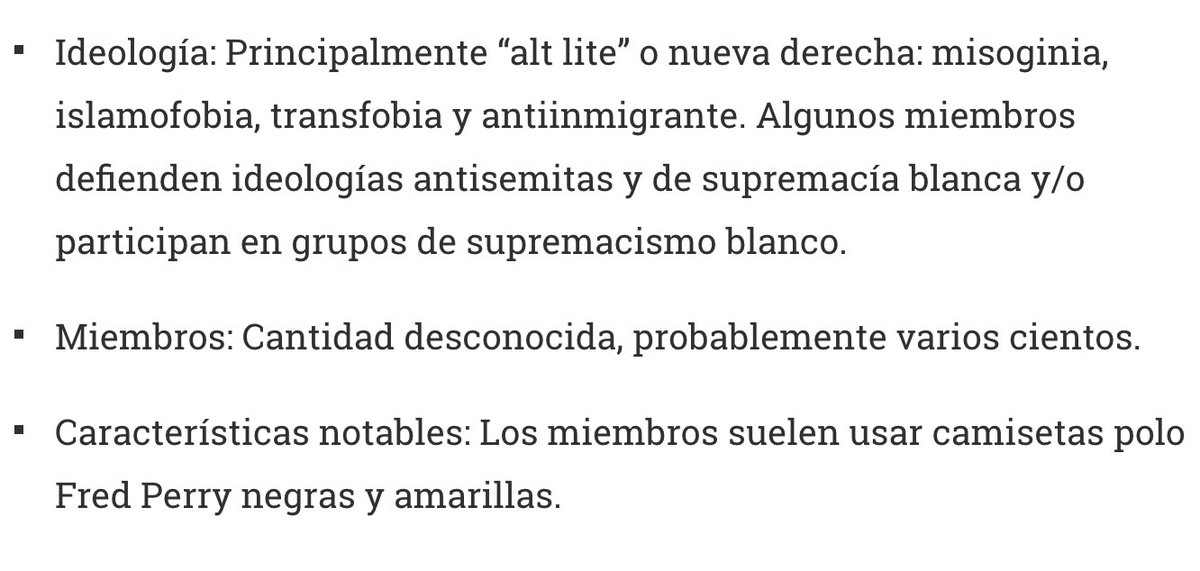 ▪ Ideología: Principalmente “alt lite” o nueva derecha: misoginia,
islamofobia, transfobia y antiinmigrante. Algunos miembros
defienden ideologías antisemitas y de supremacía blanca y/o
participan en grupos de supremacismo blanco.
▪ Miembros: Cantidad desconocida, probablemente varios cientos.
▪ Características notables: Los miembros suelen usar camisetas polo
Fred Perry negras y amarillas.